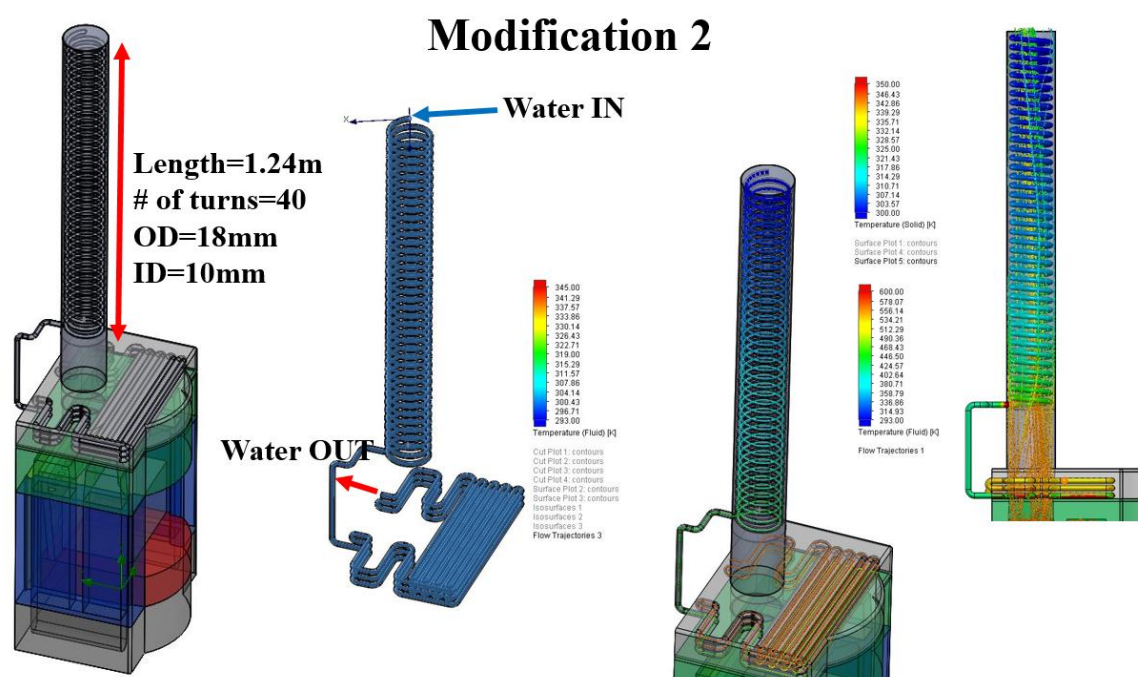 Modification 2
Water IN
Length=1.24m
# of turns=40
OD=18mm
ID=10mm
Water OUT
X
345.00
341.29
337.57
333.86
330.14
326.43
322.71
319.00
315.29
311.57
307.86
304.14
300.43
296.71
293.00
Temperature (Fluid) [K]
Cut Plot 1: contours
Cut Plot 2: contours
Cut Plot 3: contours
Cut Plot 4: contours
Surface Plot 2: contours
Surface Plot 3: contours
Isosurfaces 1
Isosurfaces 2
Isosurfaces 3
Flow Trajectories 3
350.00
346.43
342.86
339.29
335.71
332.14
328.57
325.00
321.43
317.86
314.29
310.71
307.14
303.57
300.00
Temperature (Solid) [K]
Surface Plot 1: contours
Surface Plot 4: contours
Surface Plot 5: contours
600.00
578.07
556.14
534.21
512.29
490.36
468.43
446.50
424.57
402.64
380.71
358.79
336.86
314.93
293.00
Temperature (Fluid) [K]
Flow Trajectories 1